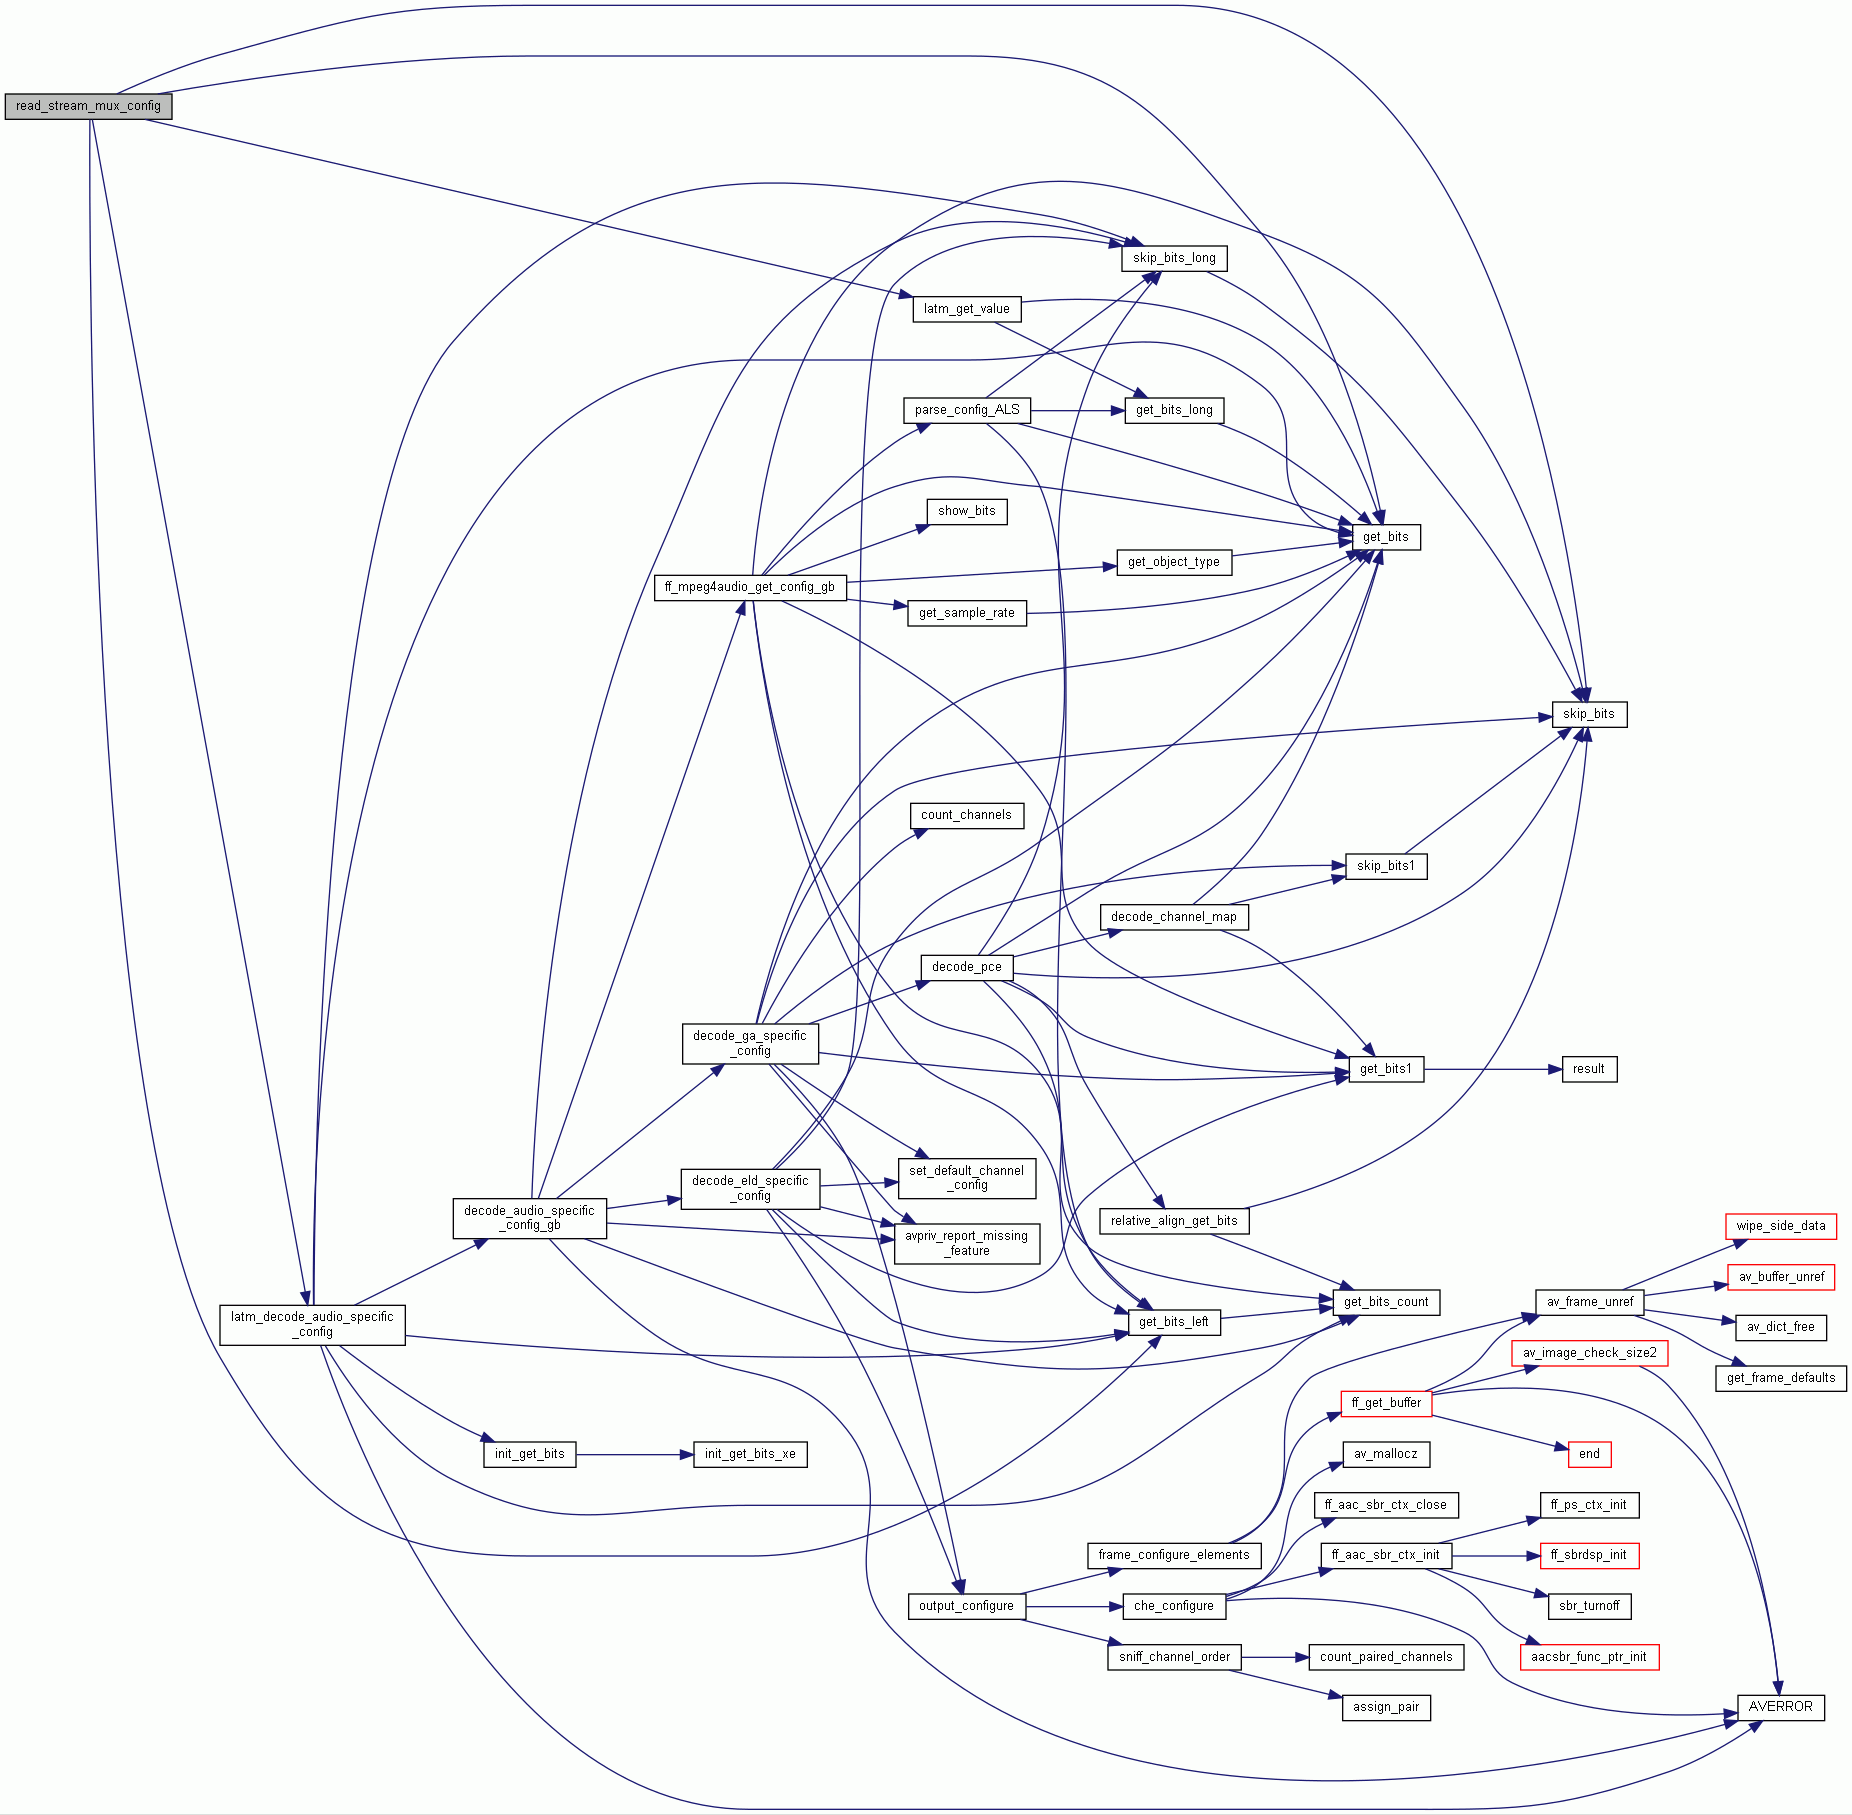 read_stream_mux_config
skip_bits_long
latm_get_value
parse_config_ALS
get_bits_long
show_bits
get_bits
get_object_type
ff_mpeg4audio_get_config_gb
get_sample_rate
skip_bits
count_channels
skip_bits1
decode_channel_map
decode_pce
decode_ga_specific
_config
get_bits1
result
set_default_channel
_config
decode_eld_specific
_config
decode_audio_specific
_config_gb
relative_align_get_bits
avpriv_report_missing
_feature
wipe_side_data
av_buffer_unref
get_bits_count
av_frame_unref
latm_decode_audio_specific
_config
get_bits_left
av_dict_free
av_image_check_size2
get_frame_defaults
ff_get_buffer
init_get_bits
init_get_bits_xe
av_mallocz
end
ff_aac_sbr_ctx_close
ff_ps_ctx_init
frame_configure_elements
ff_aac_sbr_ctx_init
ff_sbrdsp_init
output_configure
che_configure
sbr_turnoff
sniff_channel_order
count_paired_channels
aacsbr_func_ptr_init
assign_pair
AVERROR